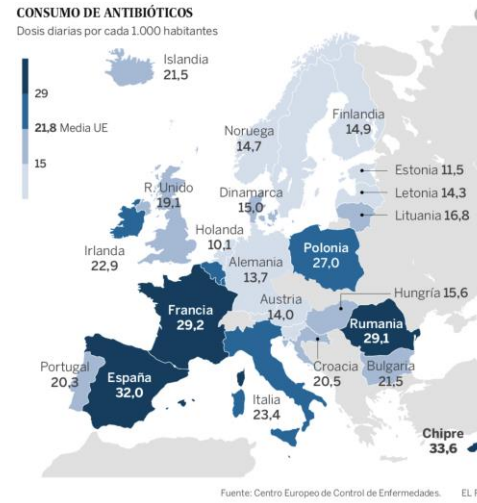 CONSUMO DE ANTIBIÓTICOS
Dosis diarias por cada 1.000 habitantes
Islandia
21,5
29
21,8 Media UE
15
Finlandia
14,9
Noruega
14,7
Estonia 11,5
R. Unido
19,1
Dinamarca
15,0
Letonia 14,3
Lituania 16,8
Holanda
10,1
Irlanda
22,9
Polonia
27,0
Alemania
13,7
Hungría 15,6
Francia
29,2
Austria
14,0
Rumania
29,1
Portugal
20,3
España
32,0
Croacia
20,5
Bulgaria
21,5
Italia
23,4
Chipre
33,6
Fuente: Centro Europeo de Control de Enfermedades.
EL